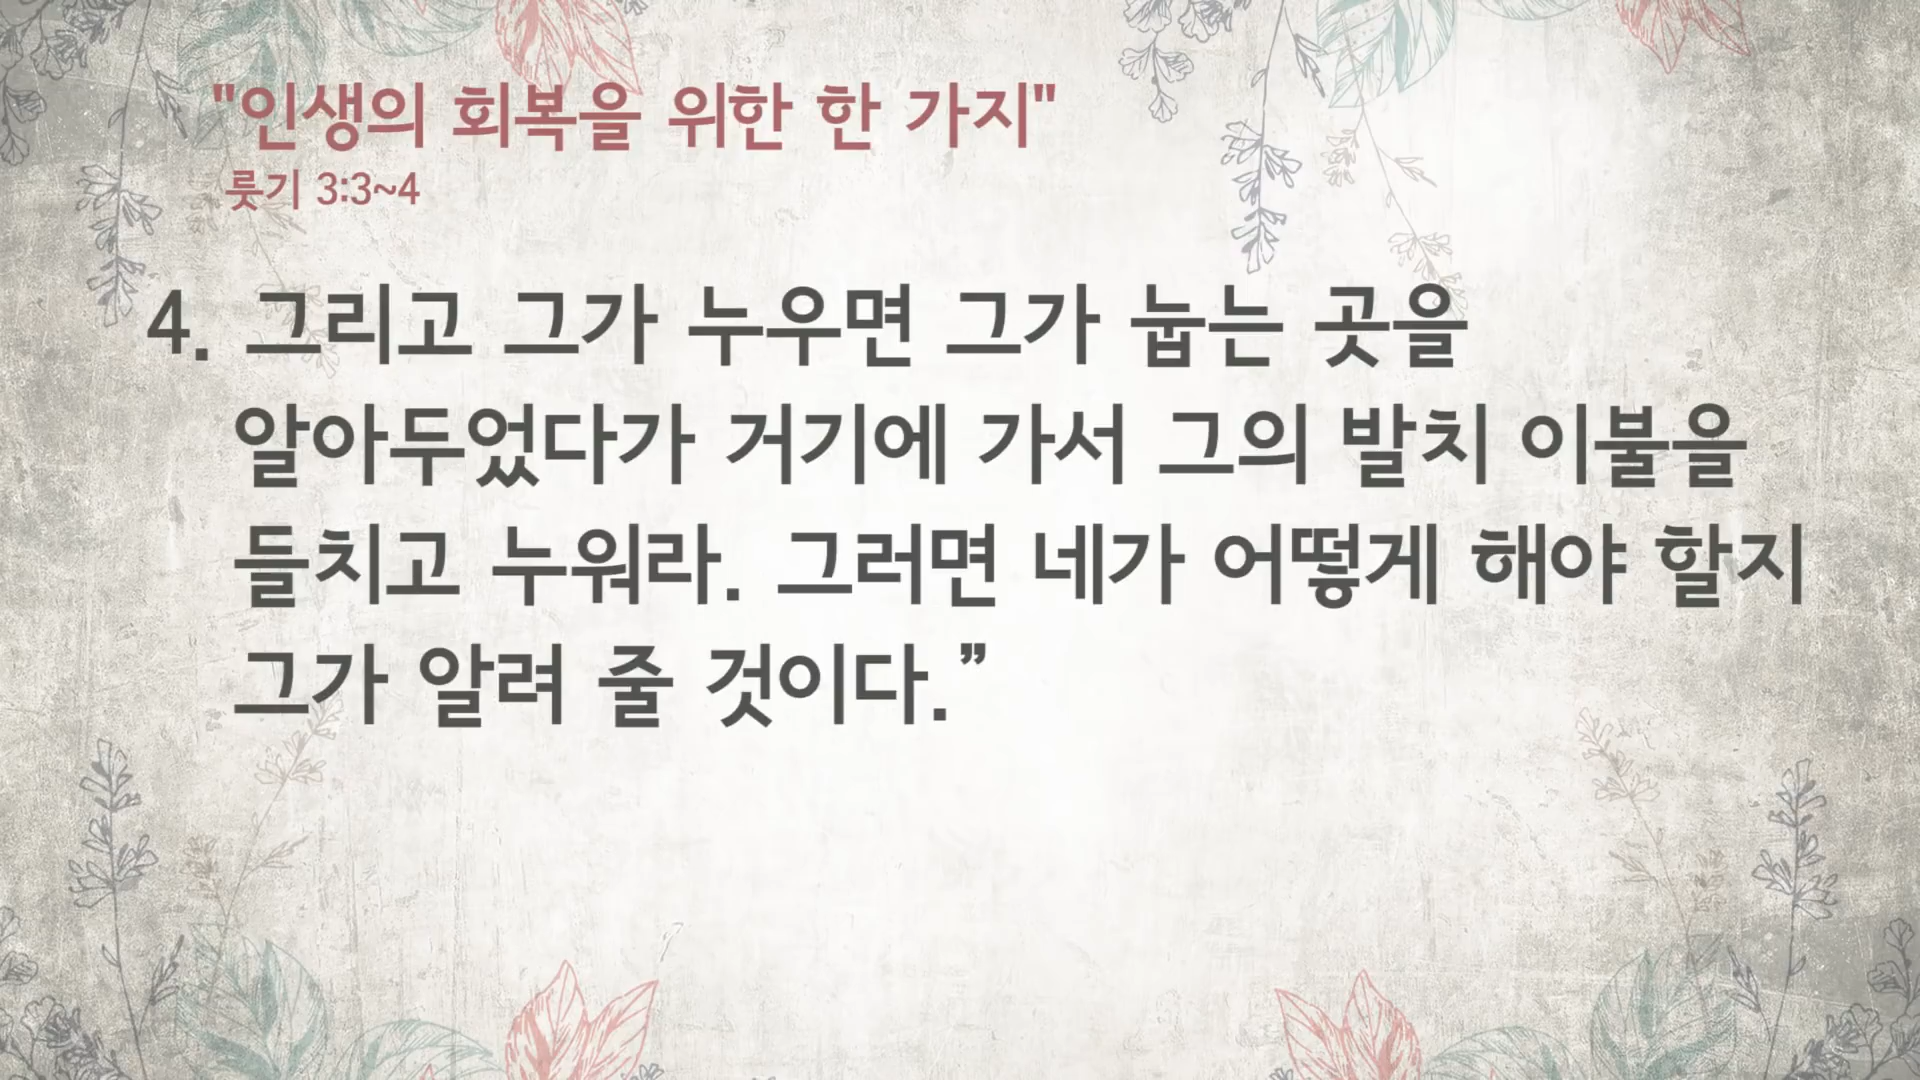 "인생의 회복을 위한 한 가지"
룻기 3:3~4
4. 그리고 그가 누우면 그가 눕는 곳을
알아두었다가 거기에 가서 그의 발치 이불을
들치고 누워라. 그러면 네가 어떻게 해야 할지
그가 알려 줄 것이다.”